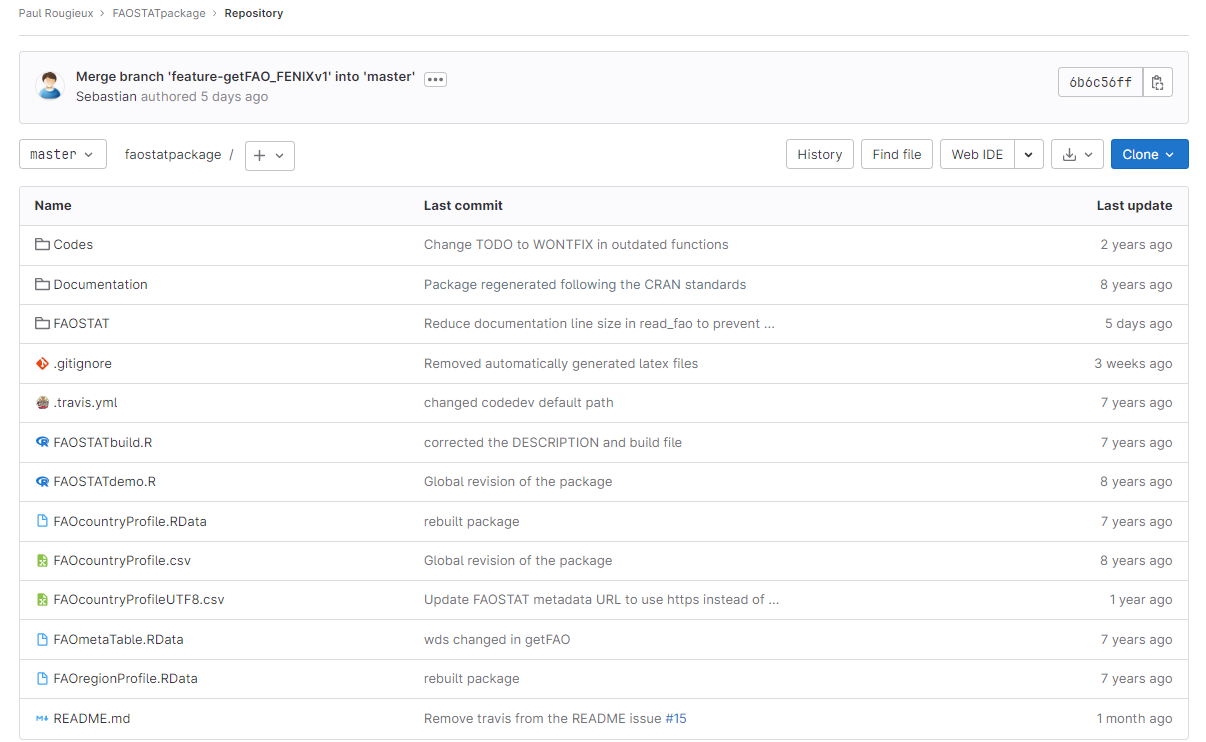 Paul Rougieux > FAOSTATpackage > Repository
Merge branch 'feature-getFAO_FENIXv1' into 'master' •••
Sebastian authored 5 days ago
6b6c56ff
master faostatpackage / +
History Find file Web IDE Clone
Name Last commit Last update
Codes Change TODO to WONTFIX in outdated functions 2 years ago
Documentation Package regenerated following the CRAN standards 8 years ago
FAOSTAT Reduce documentation line size in read_fao to prevent ... 5 days ago
.gitignore Removed automatically generated latex files 3 weeks ago
.travis.yml changed codedev default path 7 years ago
FAOSTATbuild.R corrected the DESCRIPTION and build file 7 years ago
FAOSTATdemo.R Global revision of the package 8 years ago
FAOcountryProfile.RData rebuilt package 7 years ago
FAOcountryProfile.csv Global revision of the package 8 years ago
FAOcountryProfileUTF8.csv Update FAOSTAT metadata URL to use https instead of ... 1 year ago
FAOmetaTable.RData wds changed in getFAO 7 years ago
FAOregionProfile.RData rebuilt package 7 years ago
README.md Remove travis from the README issue #15 1 month ago